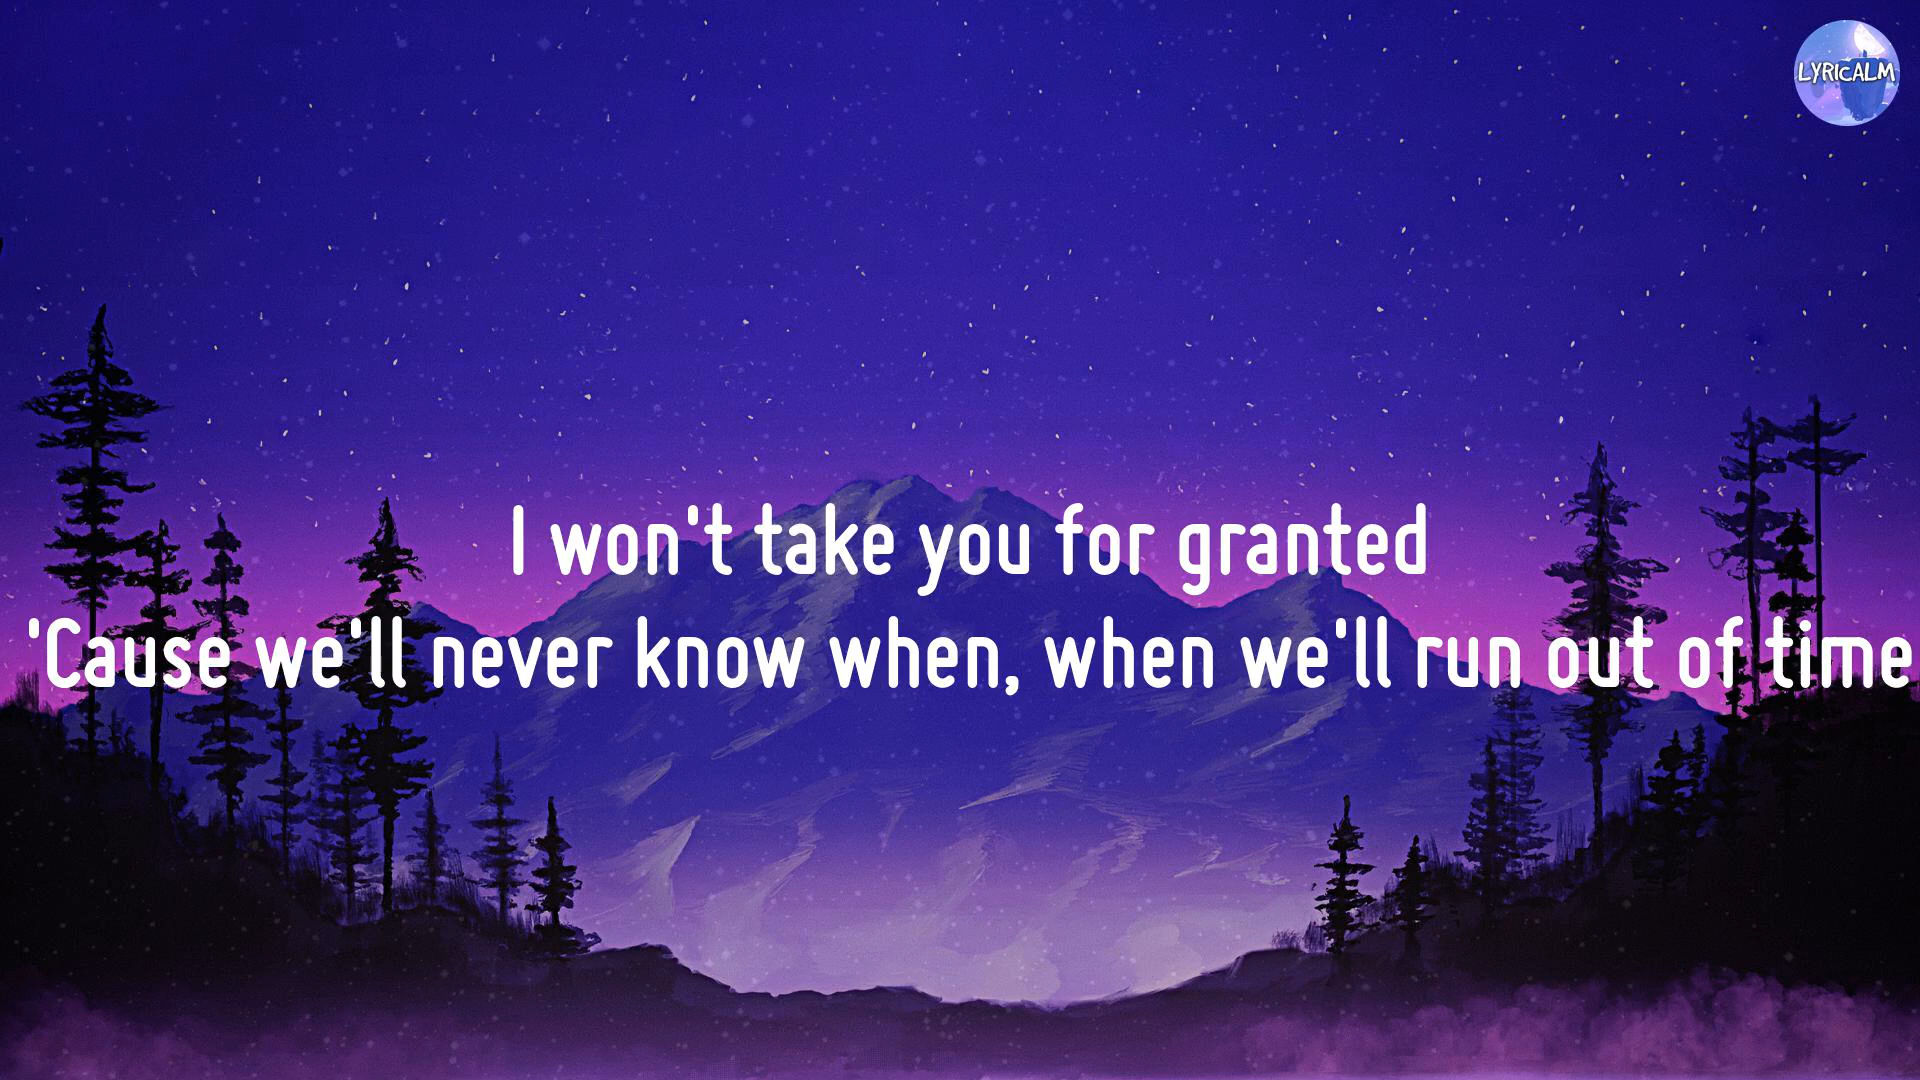 LYRICALM
I won't take you for granted
'Cause we'll never know when, when we'll run out of time